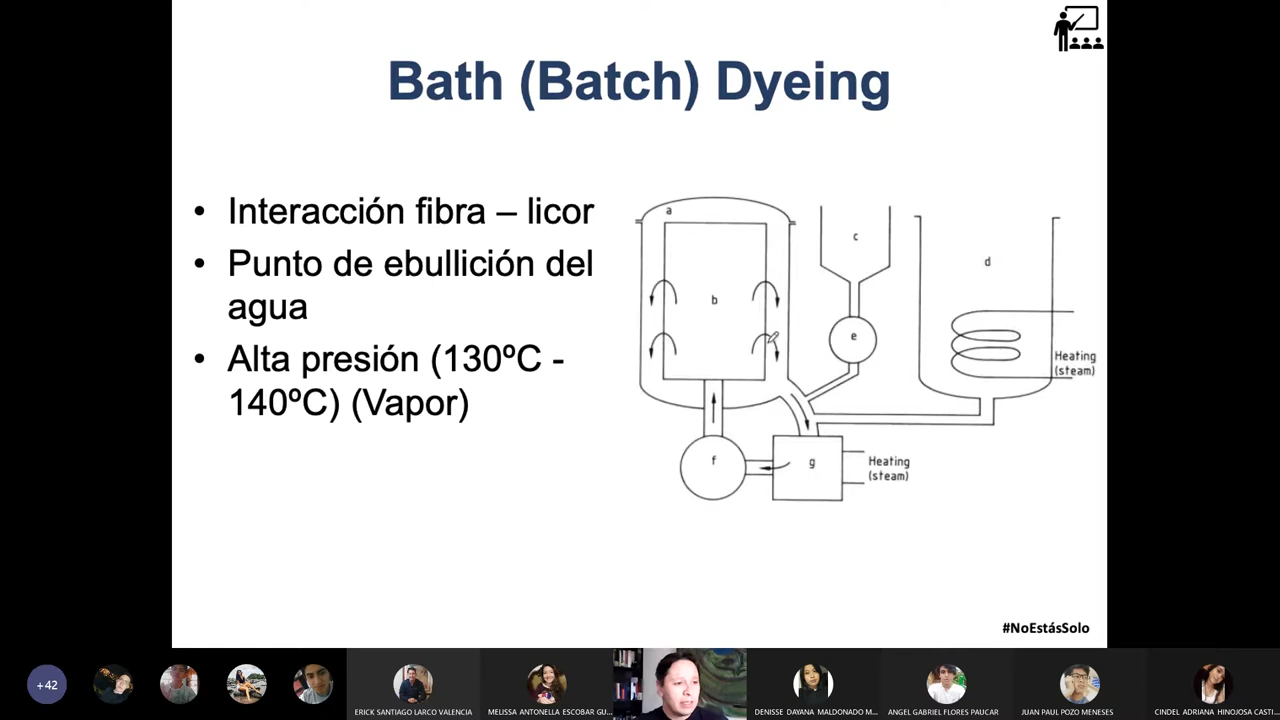 Bath (Batch) Dyeing
• Interacción fibra – licor
• Punto de ebullición del
agua
• Alta presión (130ºC -
140ºC) (Vapor)
a
b
c
d
e
f
g
Heating
(steam)
Heating
(steam)
#NoEstásSolo
+42
ERICK SANTIAGO LARCO VALENCIA
MELISSA ANTONELLA ESCOBAR GU...
DENISSE DAYANA MALDONADO M...
ANGEL GABRIEL FLORES PAUCAR
JUAN PAUL POZO MENESES
CINDEL ADRIANA HINOJOSA CASTI...